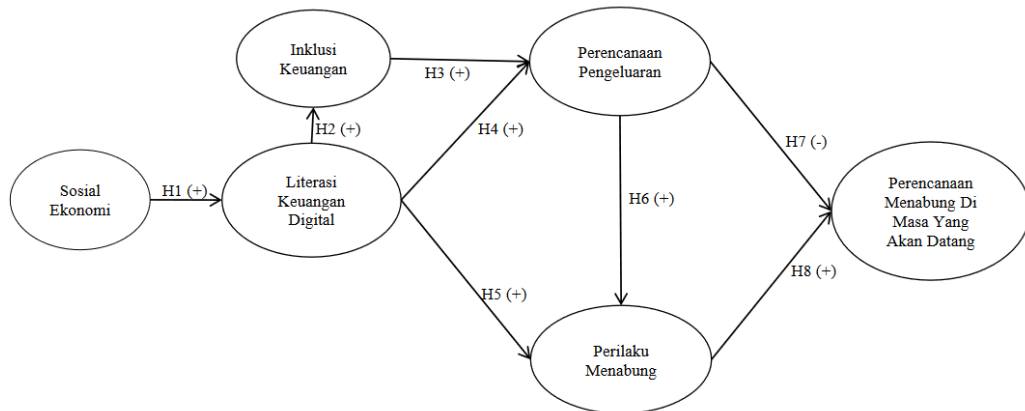 Inklusi
Keuangan
H3 (+)
Perencanaan
Pengeluaran
H2 (+)
H4 (+)
H7 (-)
Sosial
Ekonomi
H1 (+)
Literasi
Keuangan
Digital
H6 (+)
Perencanaan
Menabung Di
Masa Yang
Akan Datang
H5 (+)
H8 (+)
Perilaku
Menabung